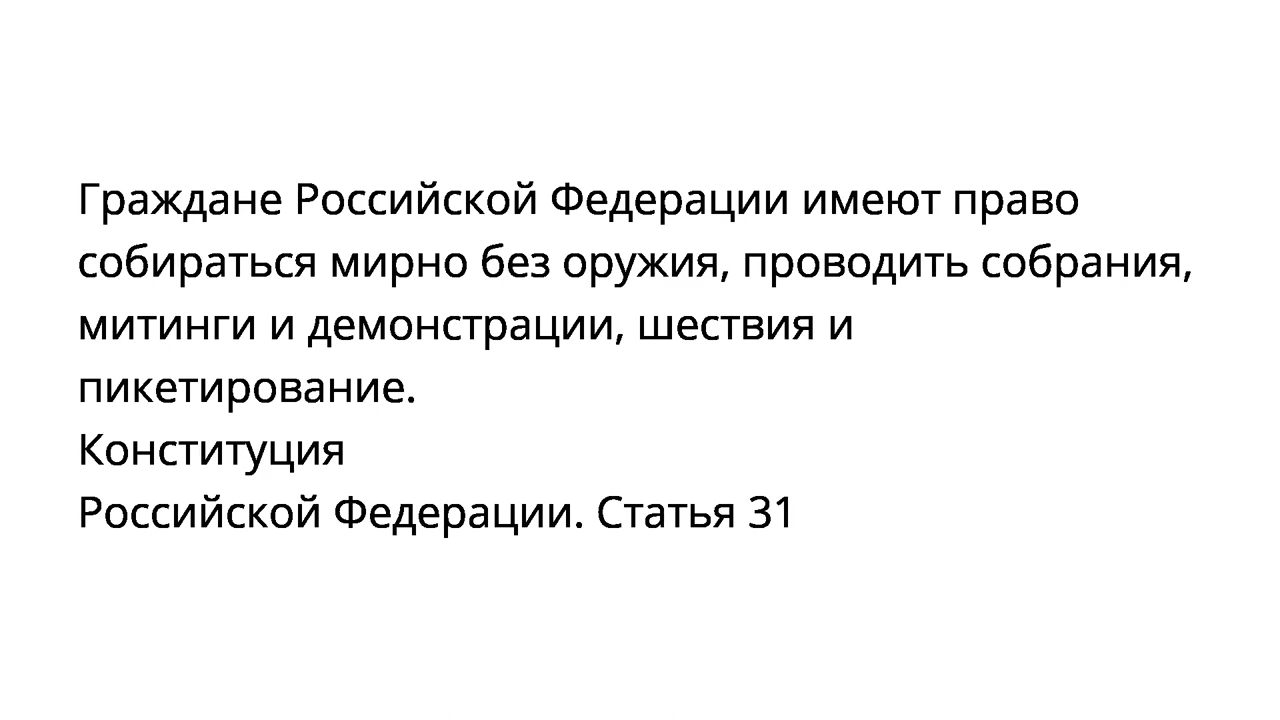 Граждане Российской Федерации имеют право
собираться мирно без оружия, проводить собрания,
митинги и демонстрации, шествия и
пикетирование.
Конституция
Российской Федерации. Статья 31